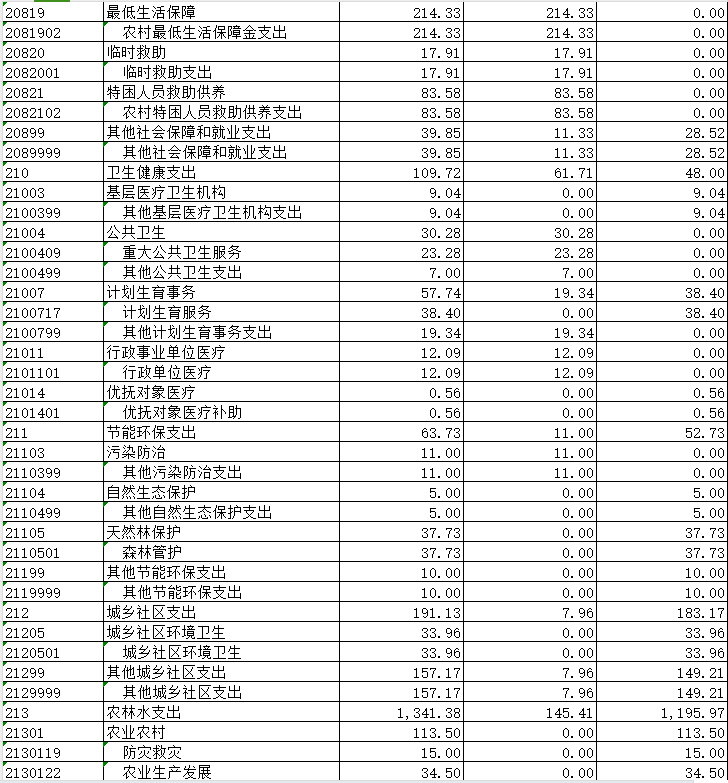 20819 最低生活保障 214.33 214.33 0.00
2081902 农村最低生活保障金支出 214.33 214.33 0.00
20820 临时救助 17.91 17.91 0.00
2082001 临时救助支出 17.91 17.91 0.00
20821 特困人员救助供养 83.58 83.58 0.00
2082102 农村特困人员救助供养支出 83.58 83.58 0.00
20899 其他社会保障和就业支出 39.85 11.33 28.52
2089999 其他社会保障和就业支出 39.85 11.33 28.52
210 卫生健康支出 109.72 61.71 48.00
21003 基层医疗卫生机构 9.04 0.00 9.04
2100399 其他基层医疗卫生机构支出 9.04 0.00 9.04
21004 公共卫生 30.28 30.28 0.00
2100409 重大公共卫生服务 23.28 23.28 0.00
2100499 其他公共卫生支出 7.00 7.00 0.00
21007 计划生育事务 57.74 19.34 38.40
2100717 计划生育服务 38.40 0.00 38.40
2100799 其他计划生育事务支出 19.34 19.34 0.00
21011 行政事业单位医疗 12.09 12.09 0.00
2101101 行政单位医疗 12.09 12.09 0.00
21014 优抚对象医疗 0.56 0.00 0.56
2101401 优抚对象医疗补助 0.56 0.00 0.56
211 节能环保支出 63.73 11.00 52.73
21103 污染防治 11.00 11.00 0.00
2110399 其他污染防治支出 11.00 11.00 0.00
21104 自然生态保护 5.00 0.00 5.00
2110499 其他自然生态保护支出 5.00 0.00 5.00
21105 天然林保护 37.73 0.00 37.73
2110501 森林管护 37.73 0.00 37.73
21199 其他节能环保支出 10.00 0.00 10.00
2119999 其他节能环保支出 10.00 0.00 10.00
212 城乡社区支出 191.13 7.96 183.17
21205 城乡社区环境卫生 33.96 0.00 33.96
2120501 城乡社区环境卫生 33.96 0.00 33.96
21299 其他城乡社区支出 157.17 7.96 149.21
2129999 其他城乡社区支出 157.17 7.96 149.21
213 农林水支出 1,341.38 145.41 1,195.97
21301 农业农村 113.50 0.00 113.50
2130119 防灾救灾 15.00 0.00 15.00
2130122 农业生产发展 34.50 0.00 34.50